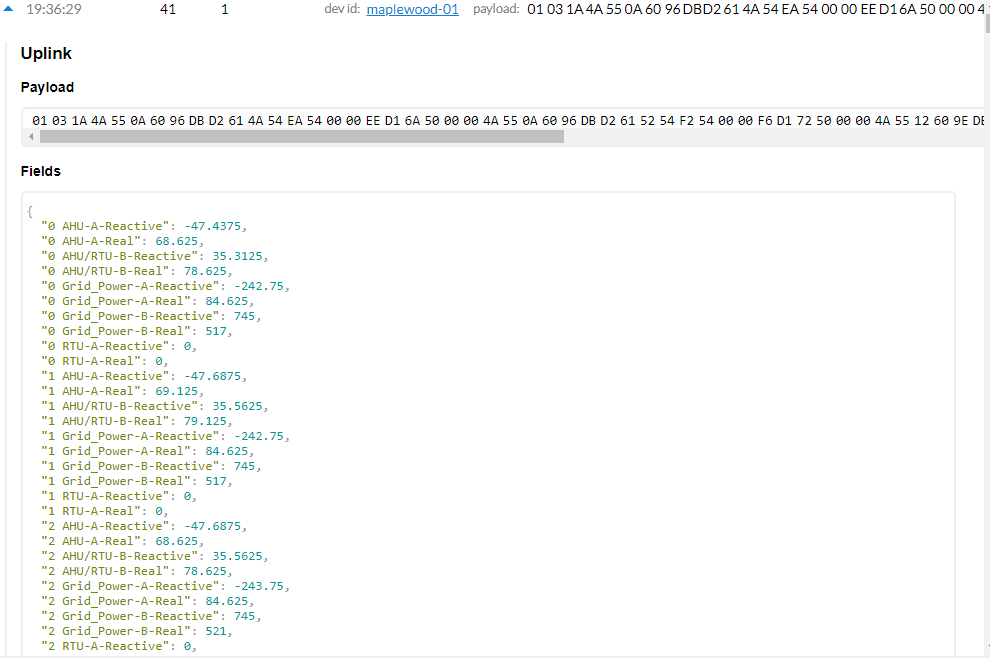 19:36:29 41 1 dev id: maplewood-01 payload: 01 03 1A 4A 55 0A 60 96 DB D2 61 4A 54 EA 54 00 00 EE D1 6A 50 00 00 4
Uplink
Payload
01 03 1A 4A 55 0A 60 96 DB D2 61 4A 54 EA 54 00 00 EE D1 6A 50 00 00 4A 55 0A 60 96 DB D2 61 52 54 F2 54 00 00 F6 D1 72 50 00 00 4A 55 12 60 9E
Fields
{
"0 AHU-A-Reactive": -47.4375,
"0 AHU-A-Real": 68.625,
"0 AHU/RTU-B-Reactive": 35.3125,
"0 AHU/RTU-B-Real": 78.625,
"0 Grid_Power-A-Reactive": -242.75,
"0 Grid_Power-A-Real": 84.625,
"0 Grid_Power-B-Reactive": 745,
"0 Grid_Power-B-Real": 517,
"0 RTU-A-Reactive": 0,
"0 RTU-A-Real": 0,
"1 AHU-A-Reactive": -47.6875,
"1 AHU-A-Real": 69.125,
"1 AHU/RTU-B-Reactive": 35.5625,
"1 AHU/RTU-B-Real": 79.125,
"1 Grid_Power-A-Reactive": -242.75,
"1 Grid_Power-A-Real": 84.625,
"1 Grid_Power-B-Reactive": 745,
"1 Grid_Power-B-Real": 517,
"1 RTU-A-Reactive": 0,
"1 RTU-A-Real": 0,
"2 AHU-A-Reactive": -47.6875,
"2 AHU-A-Real": 68.625,
"2 AHU/RTU-B-Reactive": 35.5625,
"2 AHU/RTU-B-Real": 78.625,
"2 Grid_Power-A-Reactive": -243.75,
"2 Grid_Power-A-Real": 84.625,
"2 Grid_Power-B-Reactive": 745,
"2 Grid_Power-B-Real": 521,
"2 RTU-A-Reactive": 0,